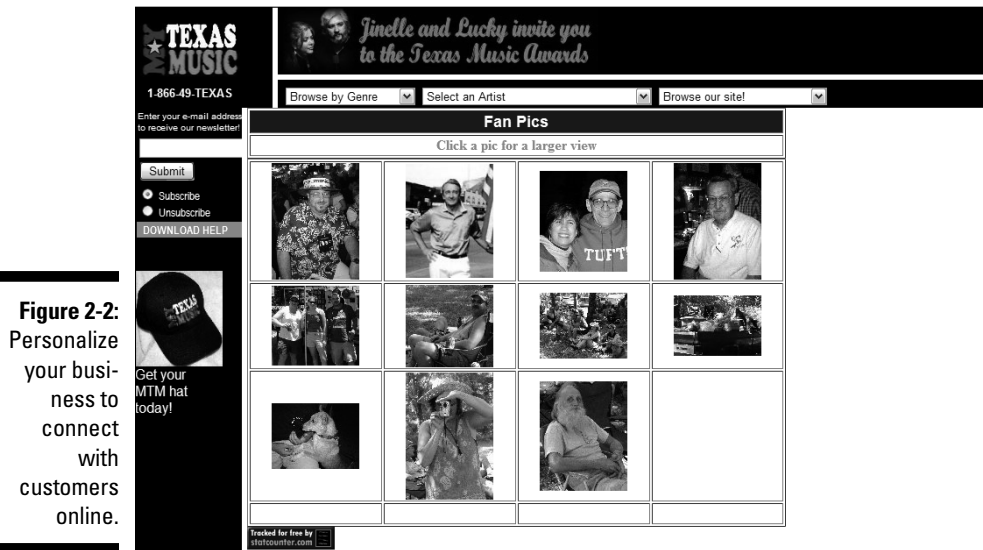 MY
TEXAS
MUSIC
1-866-49-TEXAS
Jinelle and Lucky invite you
to the Texas Music Awards
Browse by Genre
Select an Artist
Browse our site!
Enter your e-mail address
to receive our newsletter!
Submit
Subscribe
Unsubscribe
DOWNLOAD HELP
Fan Pics
Click a pic for a larger view
TUFT
TEXAS
MUSIC
Get your
MTM hat
today!
Tracked for free by
statcounter.com
Figure 2-2:
Personalize
your busi-
ness to
connect
with
customers
online.